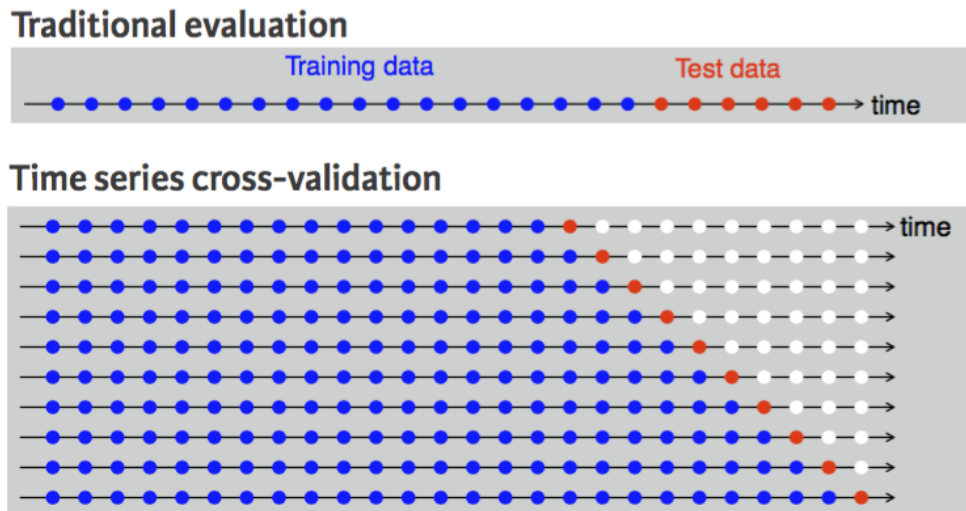 Traditional evaluation
Training data Test data
time
Time series cross-validation
time